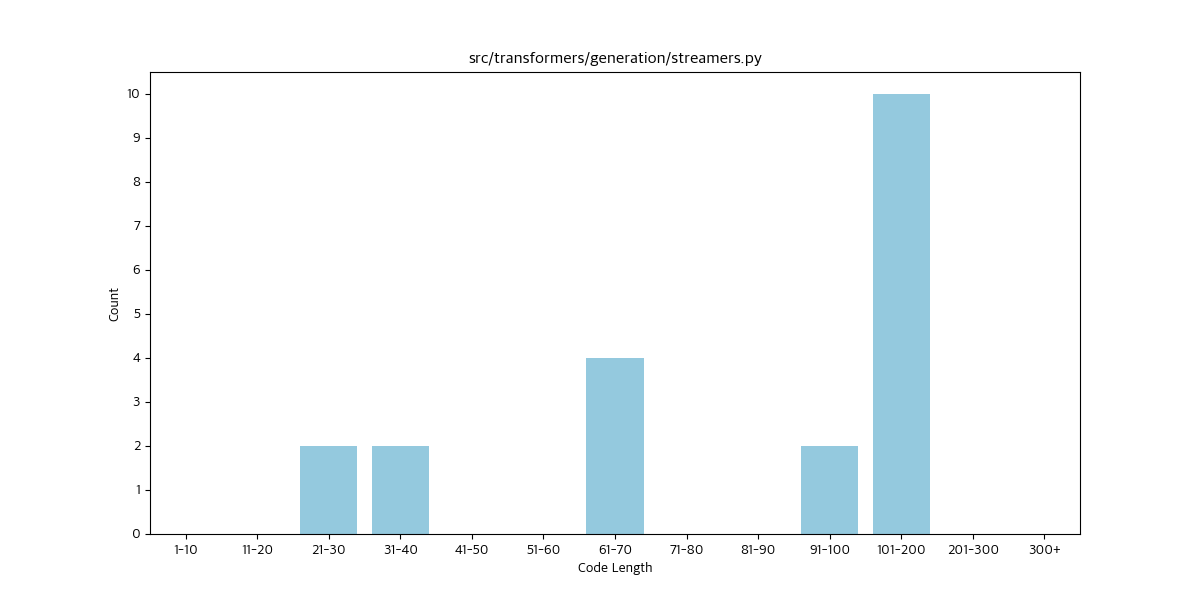 src/transformers/generation/streamers.py
10
9
8
7
6
5
4
3
2
1
0
Count
1-10 11-20 21-30 31-40 41-50 51-60 61-70 71-80 81-90 91-100 101-200 201-300 300+
Code Length